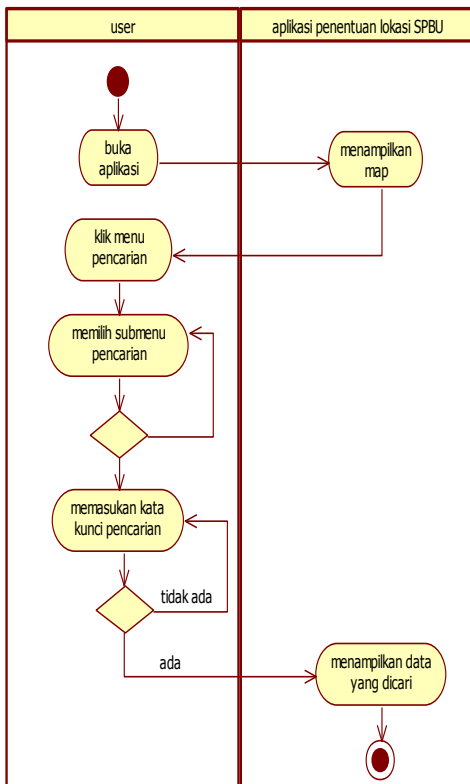 user
aplikasi penentuan lokasi SPBU
buka
aplikasi
menampilkan
map
klik menu
pencarian
memilih submenu
pencarian
memasukan kata
kunci pencarian
tidak ada
ada
menampilkan data
yang dicari